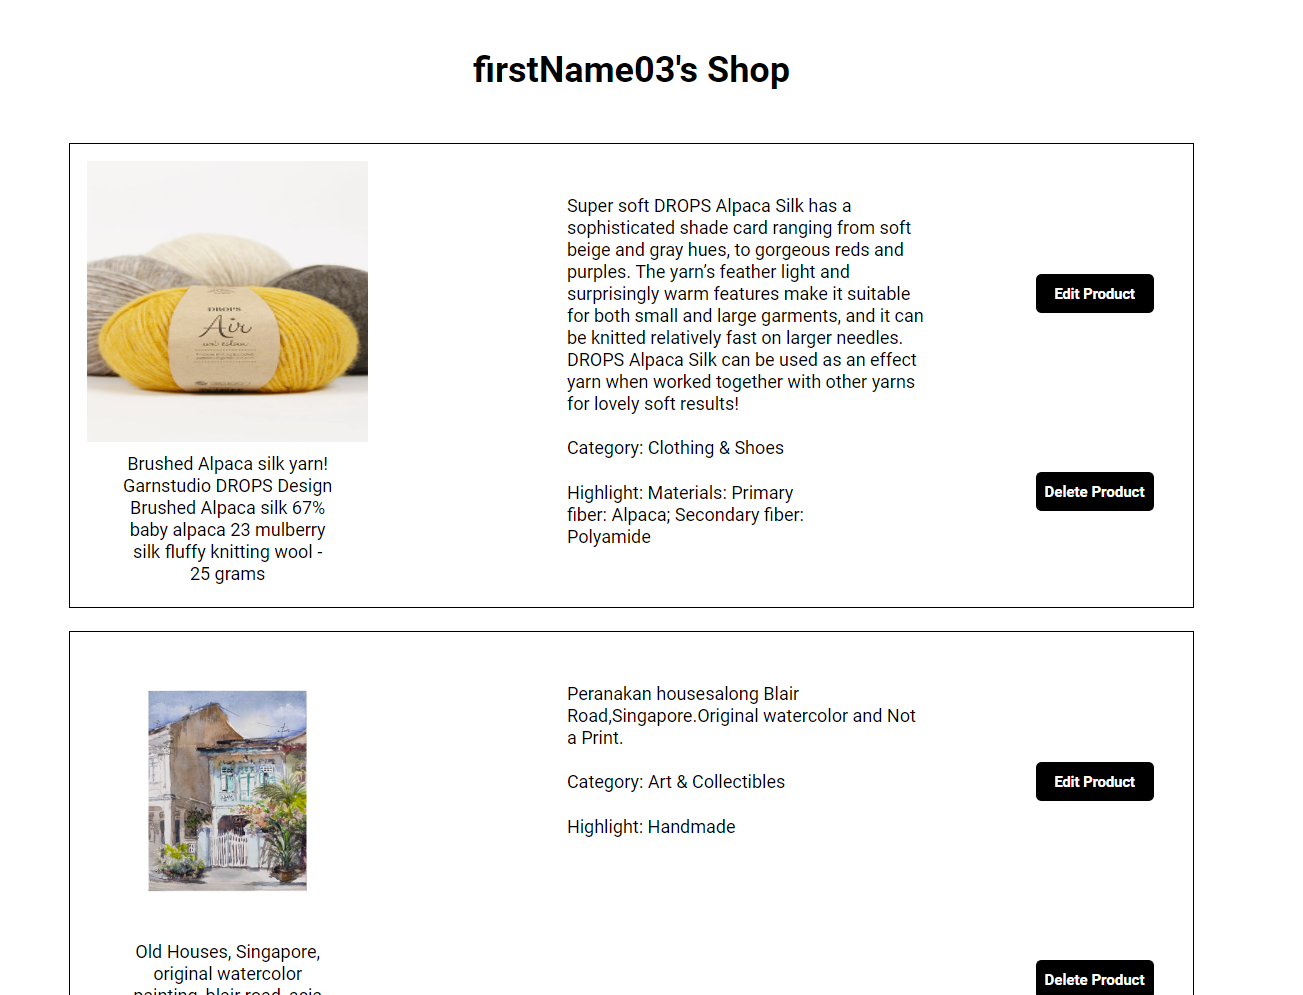 firstName03's Shop
DROPS
Air
Brushed Alpaca silk yarn!
Garnstudio DROPS Design
Brushed Alpaca silk 67%
baby alpaca 23 mulberry
silk fluffy knitting wool -
25 grams
Super soft DROPS Alpaca Silk has a
sophisticated shade card ranging from soft
beige and gray hues, to gorgeous reds and
purples. The yarn’s feather light and
surprisingly warm features make it suitable
for both small and large garments, and it can
be knitted relatively fast on larger needles.
DROPS Alpaca Silk can be used as an effect
yarn when worked together with other yarns
for lovely soft results!
Category: Clothing & Shoes
Highlight: Materials: Primary
fiber: Alpaca; Secondary fiber:
Polyamide
Edit Product
Delete Product
Old Houses, Singapore,
original watercolor
painting, blair road, asia
Peranakan housesalong Blair
Road,Singapore.Original watercolor and Not
a Print.
Category: Art & Collectibles
Highlight: Handmade
Edit Product
Delete Product